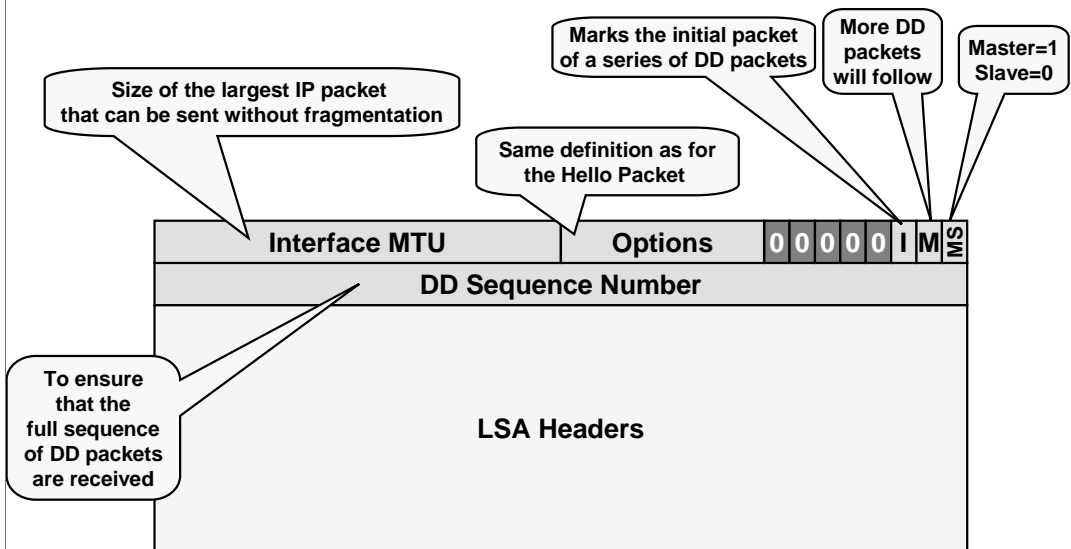 Marks the initial packet
of a series of DD packets
More DD
packets
will follow
Master=1
Slave=0
Size of the largest IP packet
that can be sent without fragmentation
Same definition as for
the Hello Packet
Interface MTU Options 0 0 0 0 0 I M MS
DD Sequence Number
To ensure
that the
full sequence
of DD packets
are received
LSA Headers